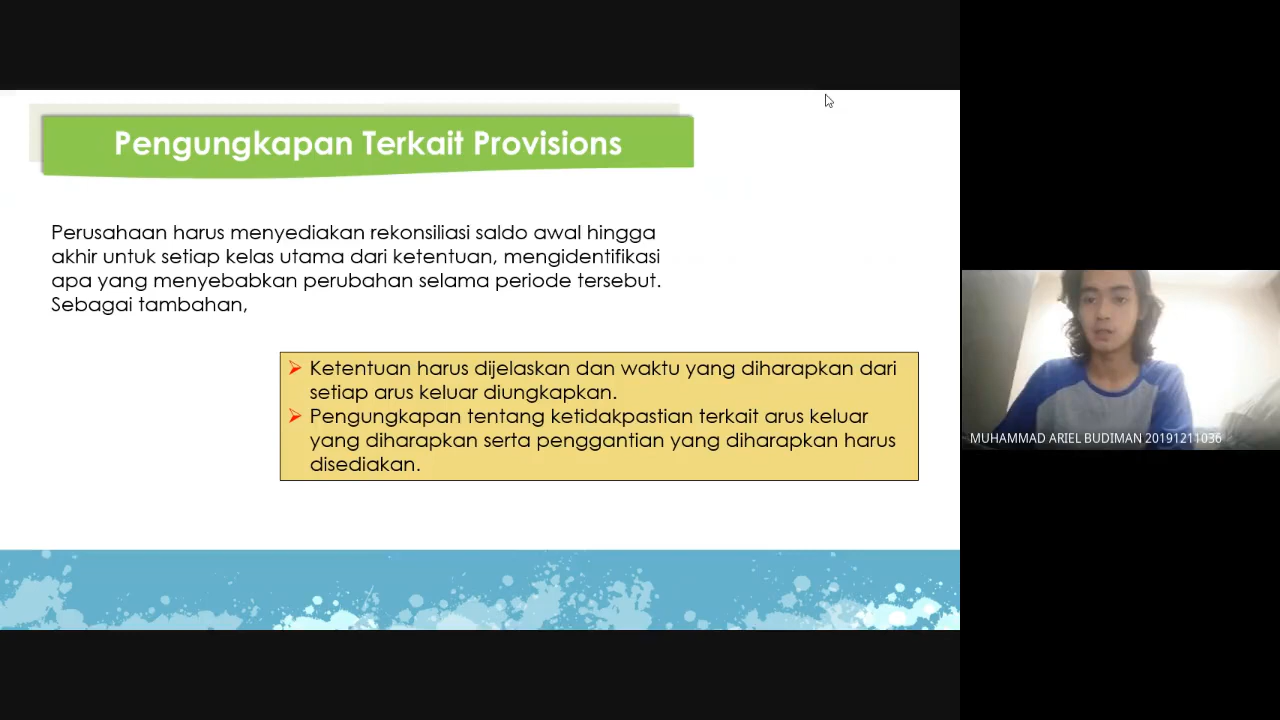 Pengungkapan Terkait Provisions
Perusahaan harus menyediakan rekonsiliasi saldo awal hingga
akhir untuk setiap kelas utama dari ketentuan, mengidentifikasi
apa yang menyebabkan perubahan selama periode tersebut.
Sebagai tambahan,
Ketentuan harus dijelaskan dan waktu yang diharapkan dari
setiap arus keluar diungkapkan.
Pengungkapan tentang ketidakpastian terkait arus keluar
yang diharapkan serta penggantian yang diharapkan harus
disediakan.
MUHAMMAD ARIEL BUDIMAN 20191211036